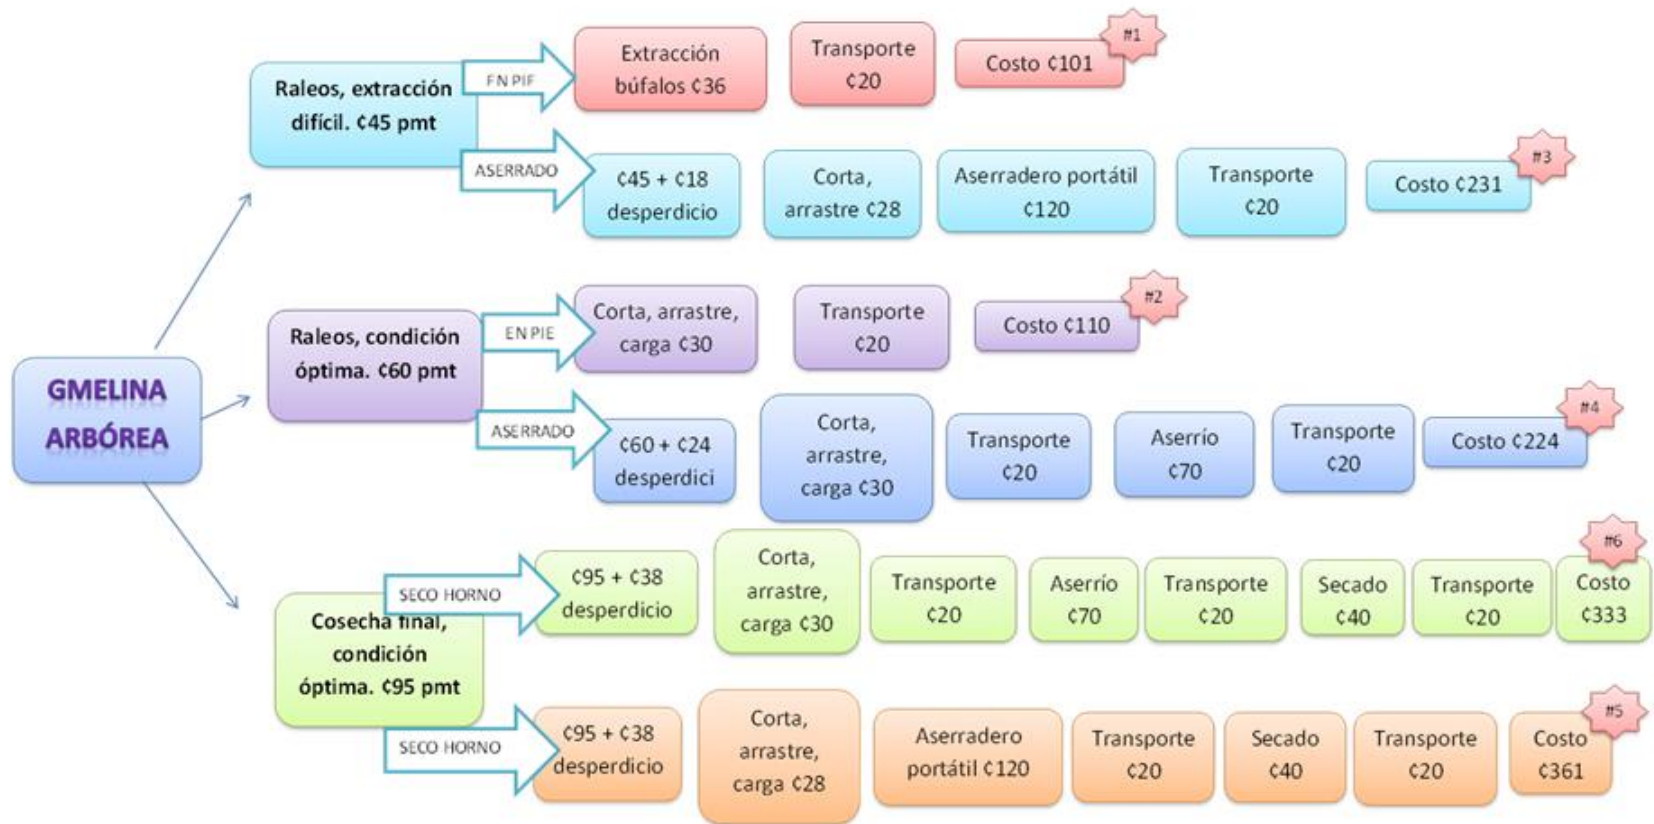 GMELINA
ARBÓREA
Raleos, extracción
difícil. ¢45 pmt
EN PIE
Extracción
búfalos ¢36
Transporte
¢20
Costo ¢101
#1
ASERRADO
¢45 + ¢18
desperdicio
Corta,
arrastre ¢28
Aserradero portátil
¢120
Transporte
¢20
Costo ¢231
#3
Raleos, condición
óptima. ¢60 pmt
EN PIE
Corta, arrastre,
carga ¢30
Transporte
¢20
Costo ¢110
#2
ASERRADO
¢60 + ¢24
desperdici
Corta,
arrastre,
carga ¢30
Transporte
¢20
Aserrío
¢70
Transporte
¢20
Costo ¢224
#4
Cosecha final,
condición
óptima. ¢95 pmt
SECO HORNO
¢95 + ¢38
desperdicio
Corta,
arrastre,
carga ¢30
Transporte
¢20
Aserrío
¢70
Transporte
¢20
Secado
¢40
Transporte
¢20
Costo
¢333
#6
SECO HORNO
¢95 + ¢38
desperdicio
Corta,
arrastre,
carga ¢28
Aserradero
portátil ¢120
Transporte
¢20
Secado
¢40
Transporte
¢20
Costo
¢361
#5